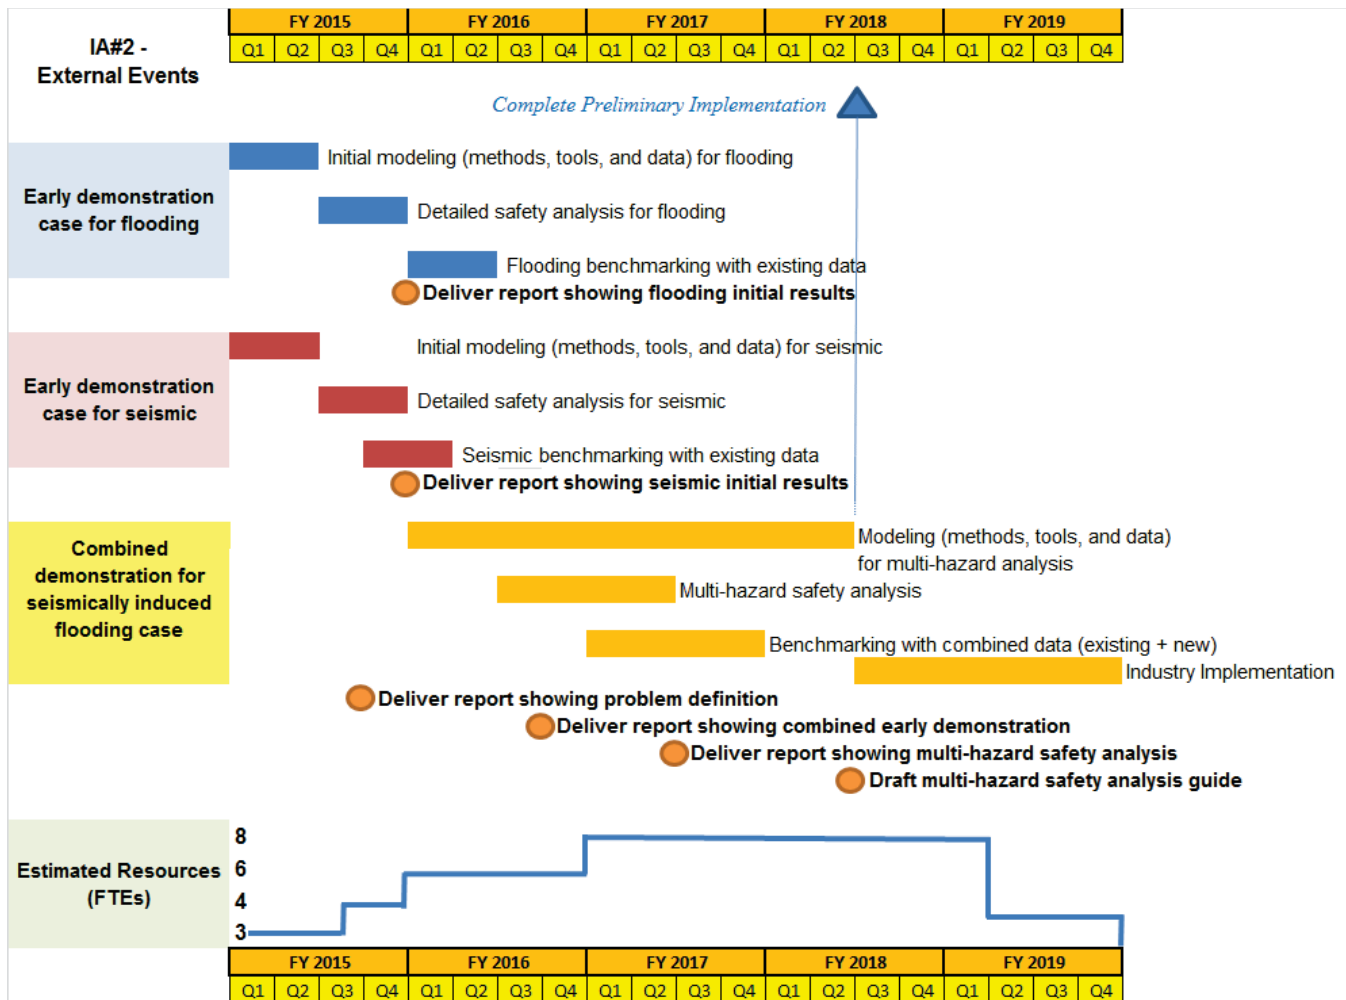 IA#2 -
External Events
FY 2015 FY 2016 FY 2017 FY 2018 FY 2019
Q1 Q2 Q3 Q4 Q1 Q2 Q3 Q4 Q1 Q2 Q3 Q4 Q1 Q2 Q3 Q4 Q1 Q2 Q3 Q4
Complete Preliminary Implementation
Early demonstration
case for flooding
Initial modeling (methods, tools, and data) for flooding
Detailed safety analysis for flooding
Flooding benchmarking with existing data
Deliver report showing flooding initial results
Early demonstration
case for seismic
Initial modeling (methods, tools, and data) for seismic
Detailed safety analysis for seismic
Seismic benchmarking with existing data
Deliver report showing seismic initial results
Combined
demonstration for
seismically induced
flooding case
Modeling (methods, tools, and data)
for multi-hazard analysis
Multi-hazard safety analysis
Benchmarking with combined data (existing + new)
Industry Implementation
Deliver report showing problem definition
Deliver report showing combined early demonstration
Deliver report showing multi-hazard safety analysis
Draft multi-hazard safety analysis guide
Estimated Resources
(FTEs)
8
6
4
3
FY 2015 FY 2016 FY 2017 FY 2018 FY 2019
Q1 Q2 Q3 Q4 Q1 Q2 Q3 Q4 Q1 Q2 Q3 Q4 Q1 Q2 Q3 Q4 Q1 Q2 Q3 Q4